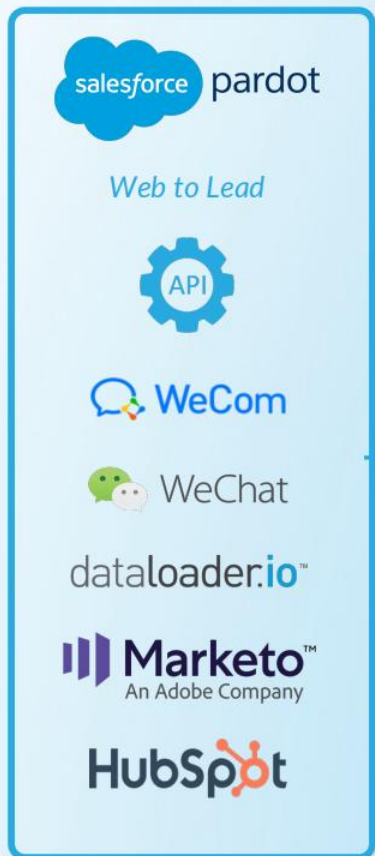 salesforce pardot
Web to Lead
API
WeCom
WeChat
dataloader.io™
Marketo™
An Adobe Company
HubSpot